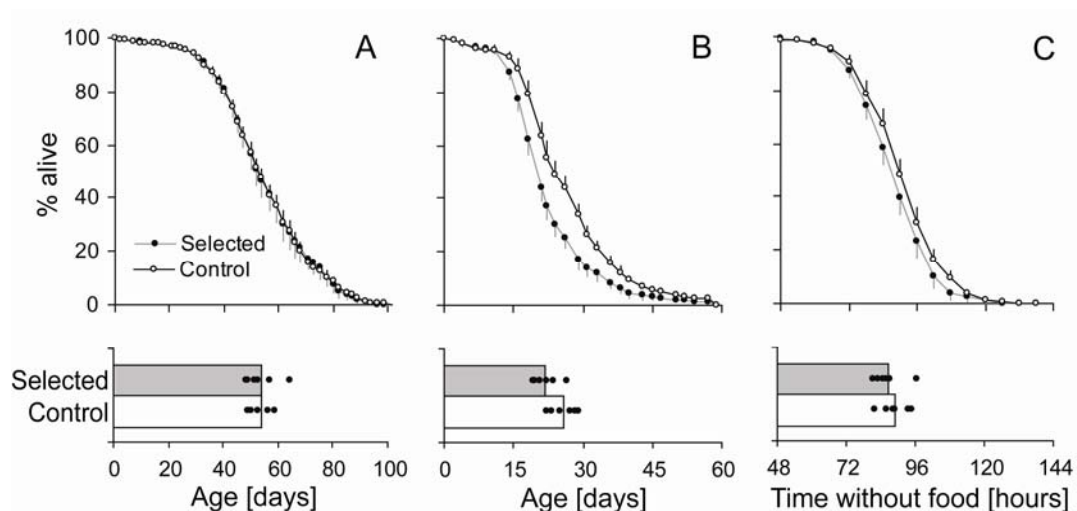 A
B
C
100
80
60
40
20
0
% alive
Selected
Control
Selected
Control
0 20 40 60 80 100
0 15 30 45 60
48 72 96 120 144
Age [days]
Age [days]
Time without food [hours]